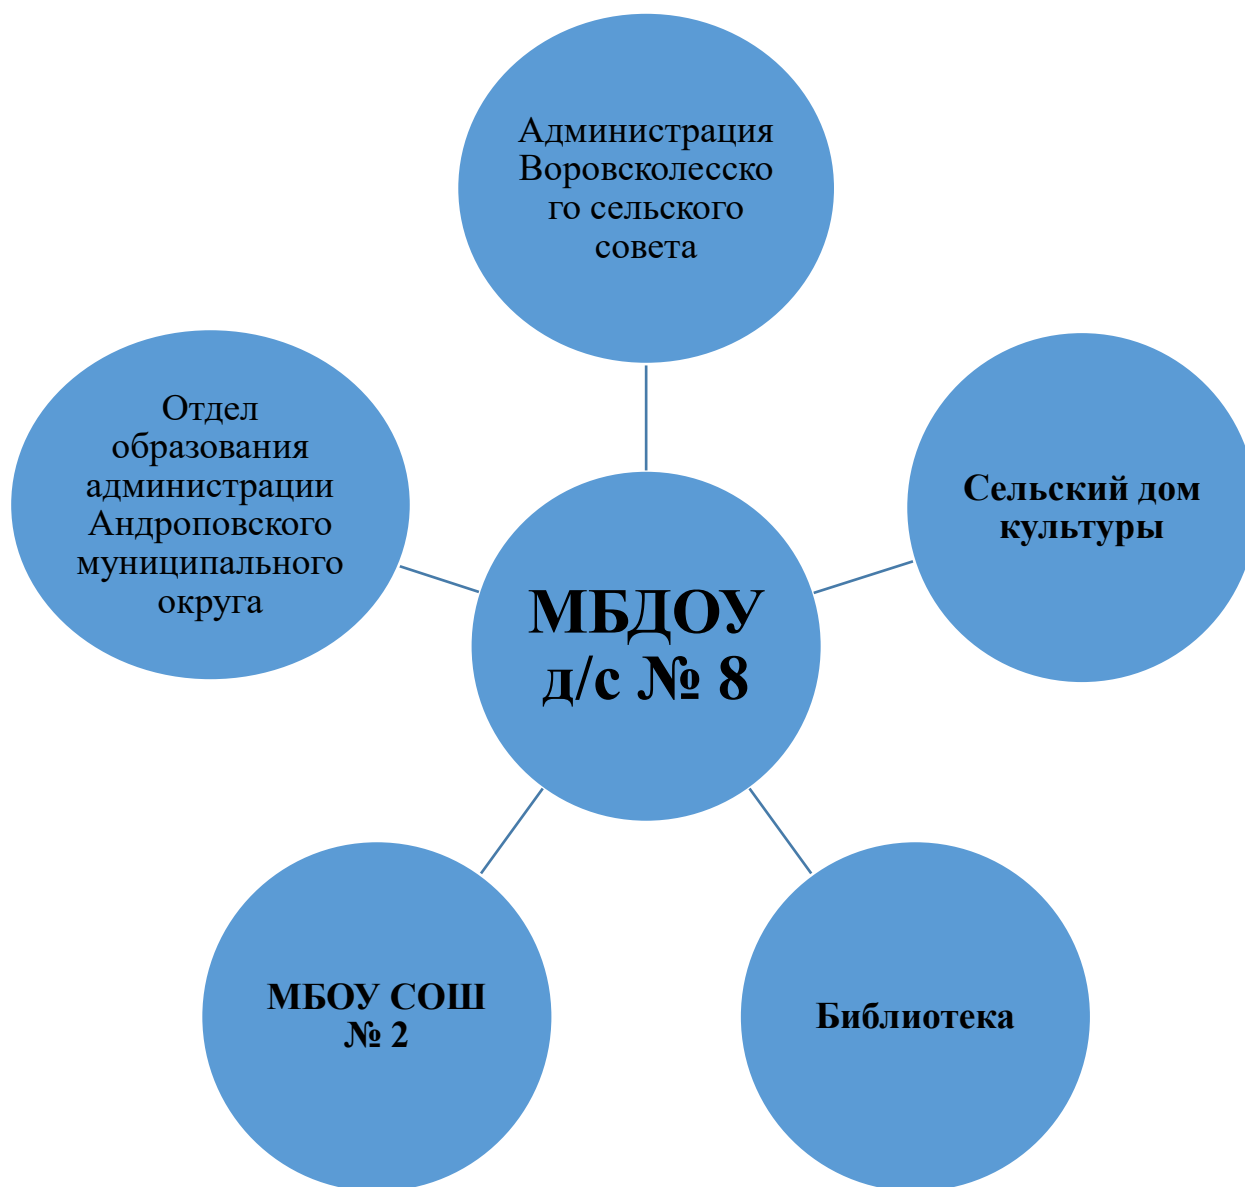 Администрация
Воровсколесско
го сельского
совета
Отдел
образования
администрации
Андроповского
муниципального
округа
Сельский дом
культуры
МБДОУ
д/с № 8
МБОУ СОШ
№ 2
Библиотека